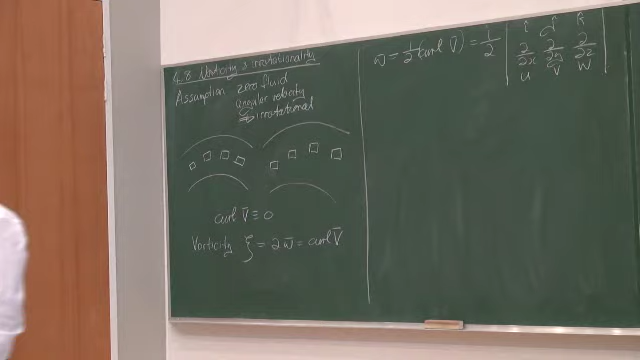 4.8 Vorticity & irrotationality
Assumption zero fluid
angular velocity
⇒ irrotational
curl V̄ ≡ 0
Vorticity ξ = 2ω̄ = curl V̄
ω = 1/2 (curl V̄) = 1/2 | î ĵ k̂ |
| ∂/∂x ∂/∂y ∂/∂z |
| u v w |